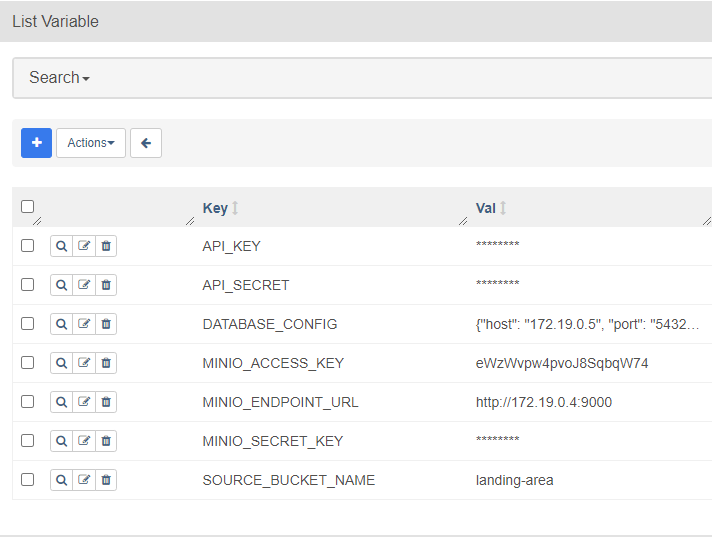 List Variable
Search
Actions
Key Val
API_KEY ********
API_SECRET ********
DATABASE_CONFIG {"host": "172.19.0.5", "port": "5432...
MINIO_ACCESS_KEY eWzWvpw4pvoJ8SqbqW74
MINIO_ENDPOINT_URL http://172.19.0.4:9000
MINIO_SECRET_KEY ********
SOURCE_BUCKET_NAME landing-area